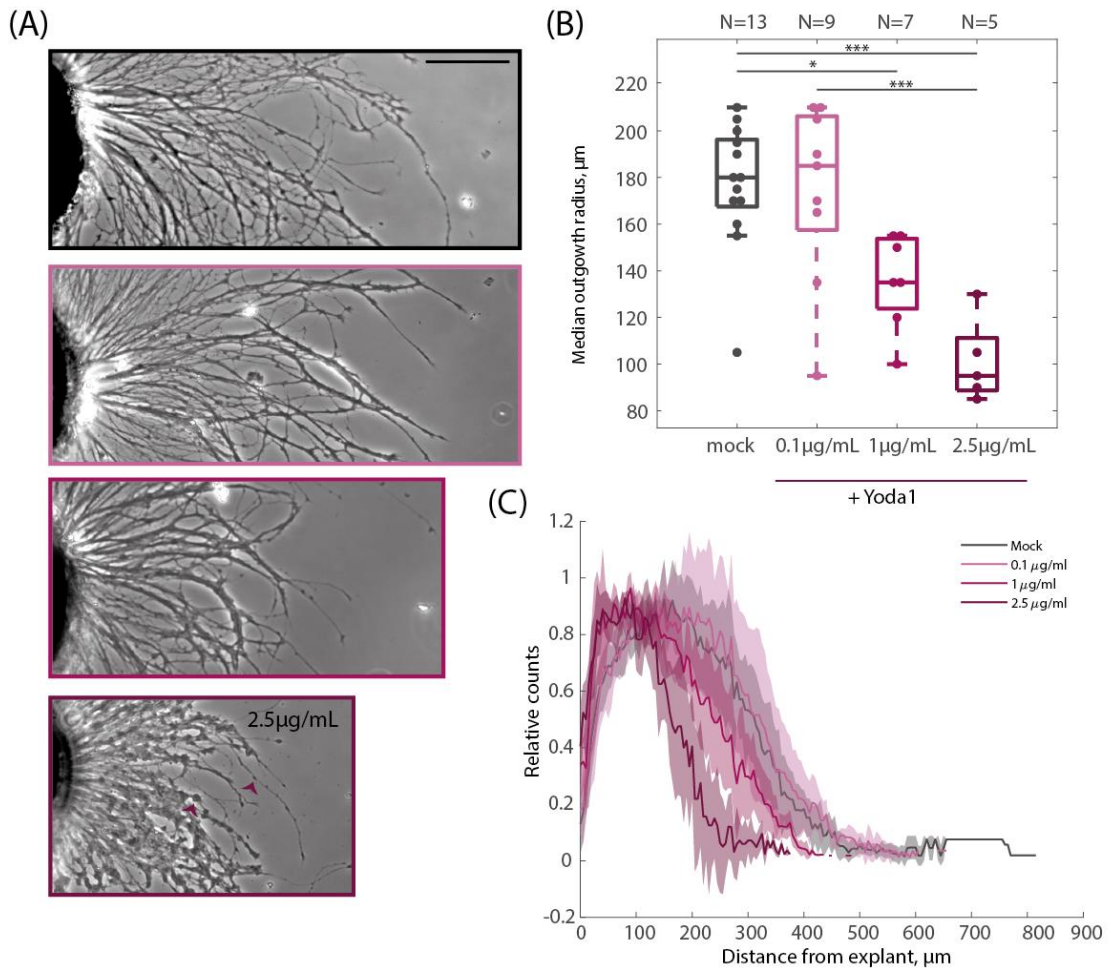 (A)
2.5µg/mL
(B)
N=13 N=9 N=7 N=5
***
*
***
Median outgowth radius, µm
220
200
180
160
140
120
100
80
mock 0.1µg/mL 1µg/mL 2.5µg/mL
+ Yoda1
(C)
Mock
0.1 µg/ml
1 µg/ml
2.5 µg/ml
Relative counts
1.2
1
0.8
0.6
0.4
0.2
0
-0.2
0 100 200 300 400 500 600 700 800 900
Distance from explant, µm